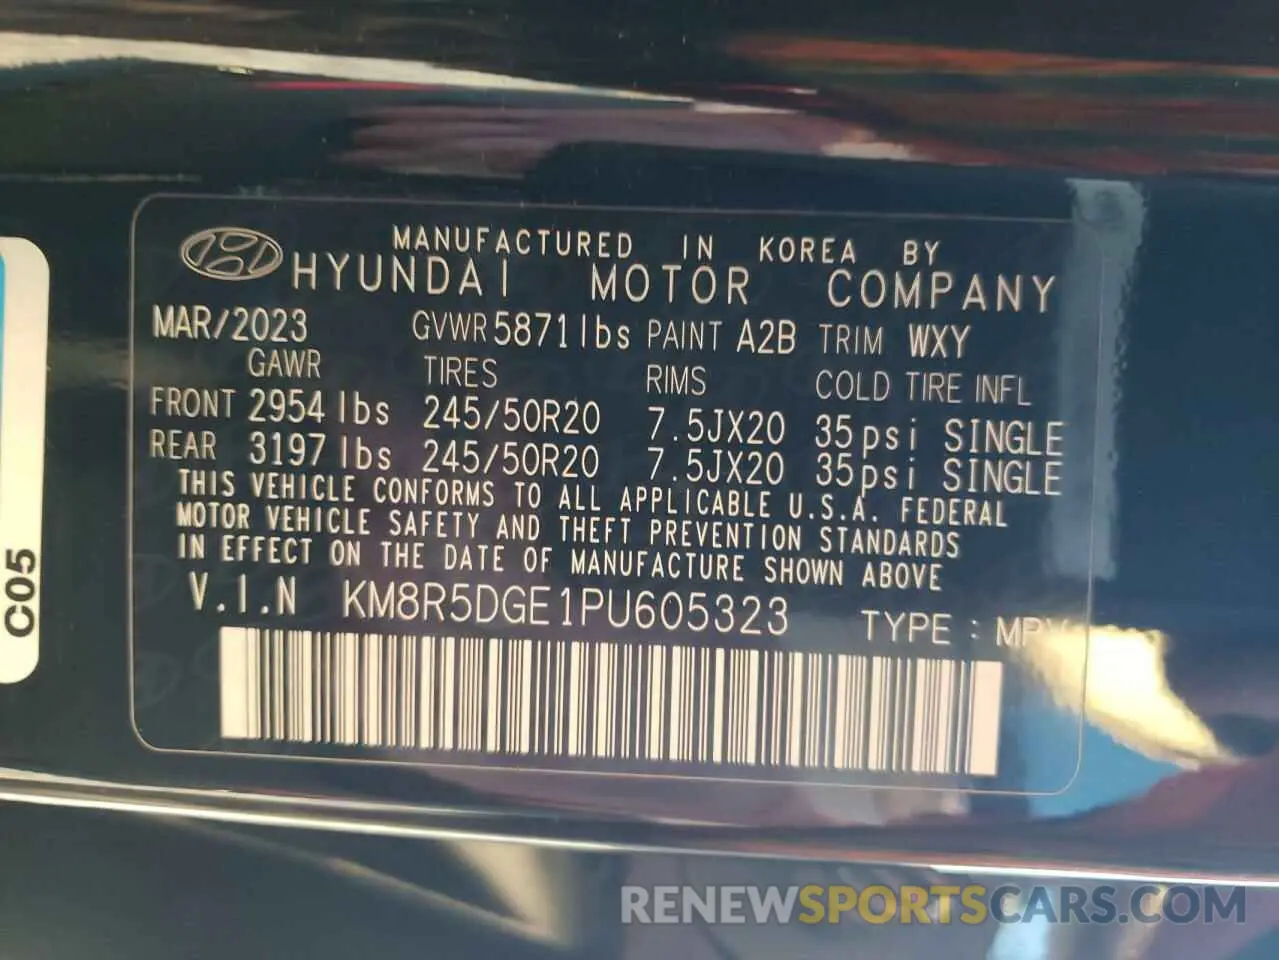 MANUFACTURED IN KOREA BY
HYUNDAI MOTOR COMPANY
MAR/2023 GVWR 5871 lbs PAINT A2B TRIM WXY
GAWR TIRES RIMS COLD TIRE INFL
FRONT 2954 lbs 245/50R20 7.5JX20 35psi SINGLE
REAR 3197 lbs 245/50R20 7.5JX20 35psi SINGLE
THIS VEHICLE CONFORMS TO ALL APPLICABLE U.S.A. FEDERAL
MOTOR VEHICLE SAFETY AND THEFT PREVENTION STANDARDS
IN EFFECT ON THE DATE OF MANUFACTURE SHOWN ABOVE
V.I.N KM8R5DGE1PU605323 TYPE : MPV
C05
RENEWSPORTSCARS.COM